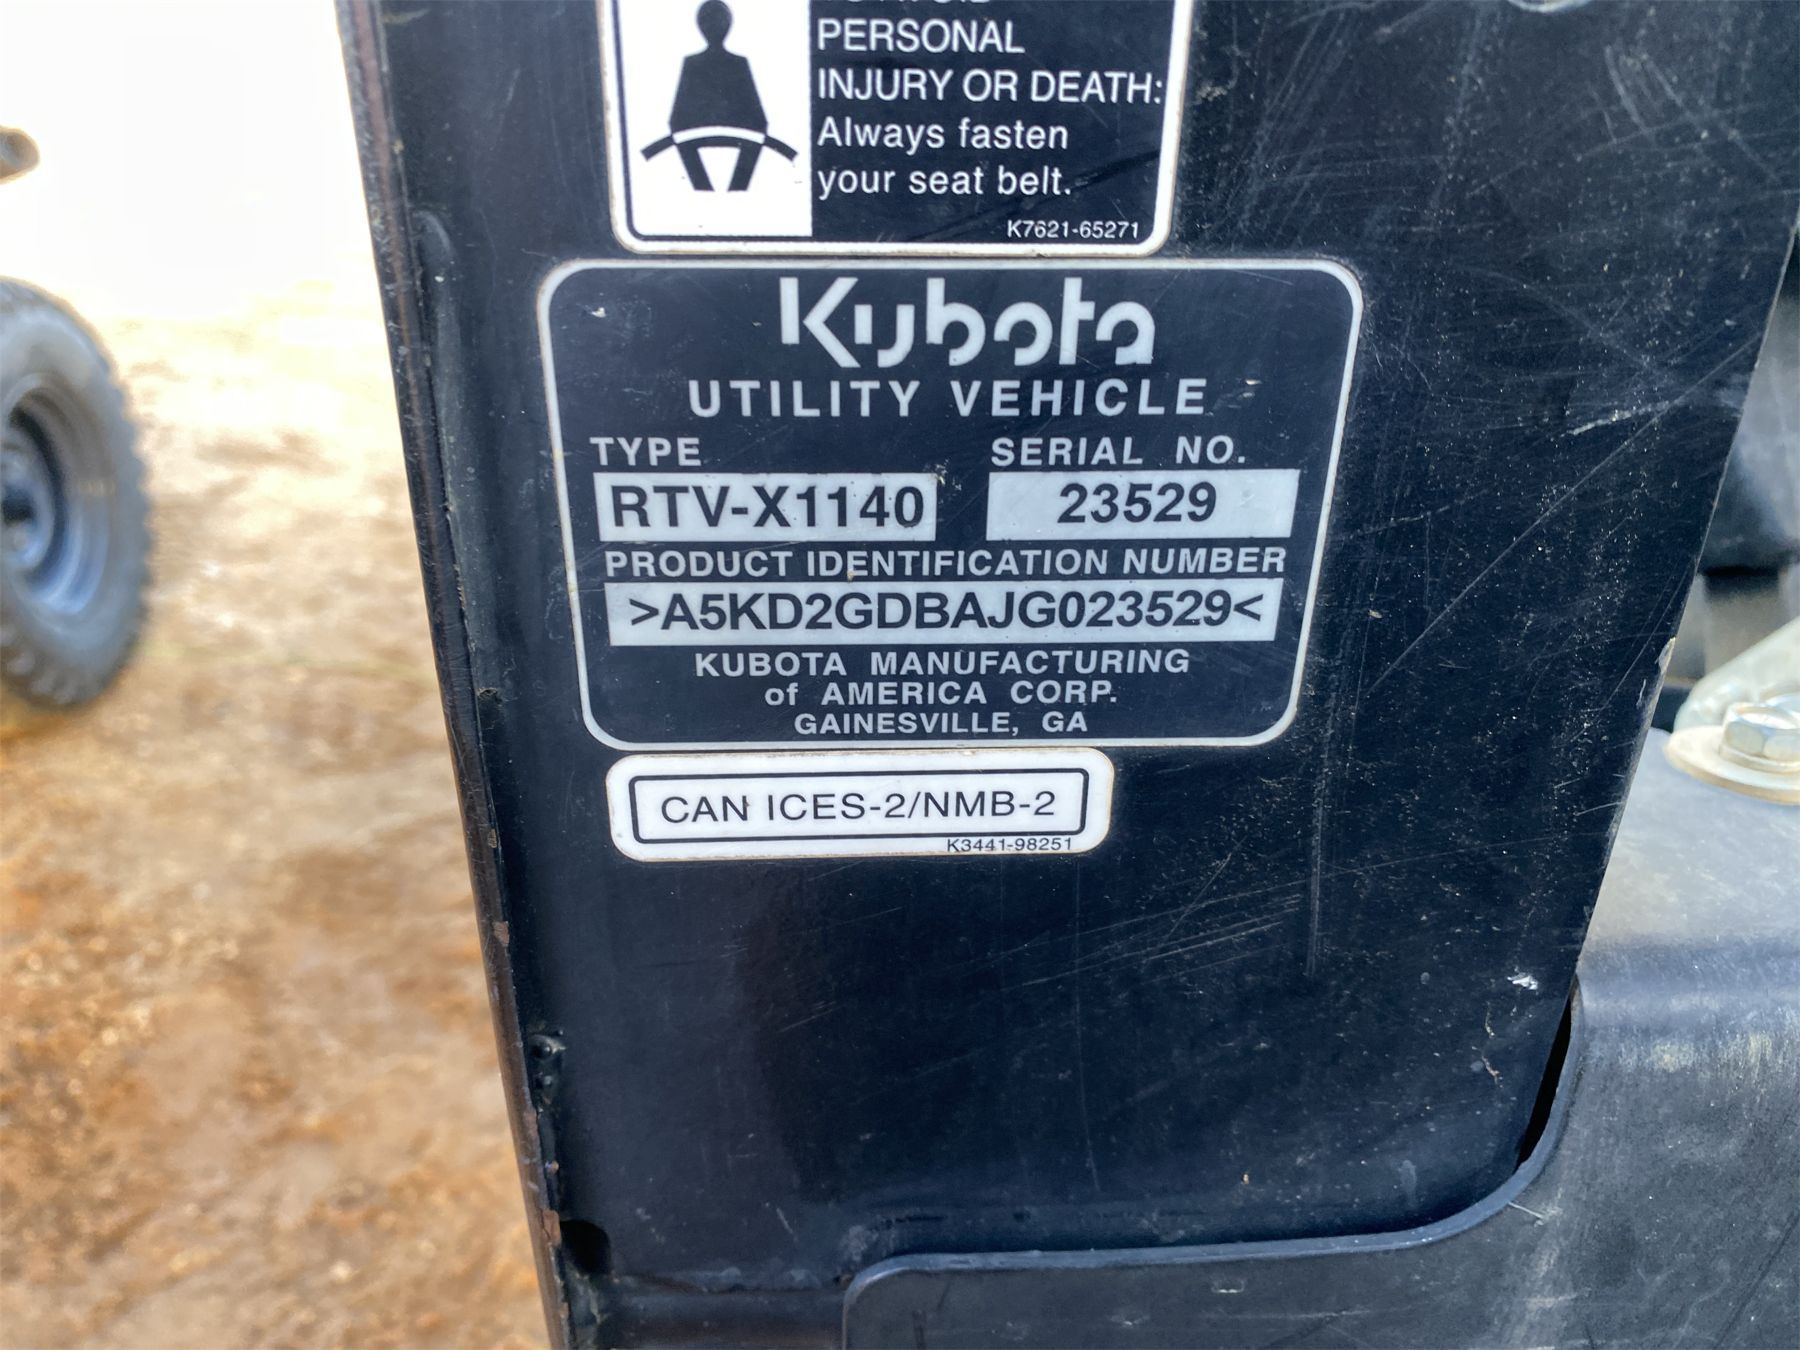 PERSONAL
INJURY OR DEATH:
Always fasten
your seat belt.
K7621-65271
Kubota
UTILITY VEHICLE
TYPE SERIAL NO.
RTV-X1140 23529
PRODUCT IDENTIFICATION NUMBER
>A5KD2GDBAJG023529<
KUBOTA MANUFACTURING
of AMERICA CORP.
GAINESVILLE, GA
CAN ICES-2/NMB-2
K3441-98251